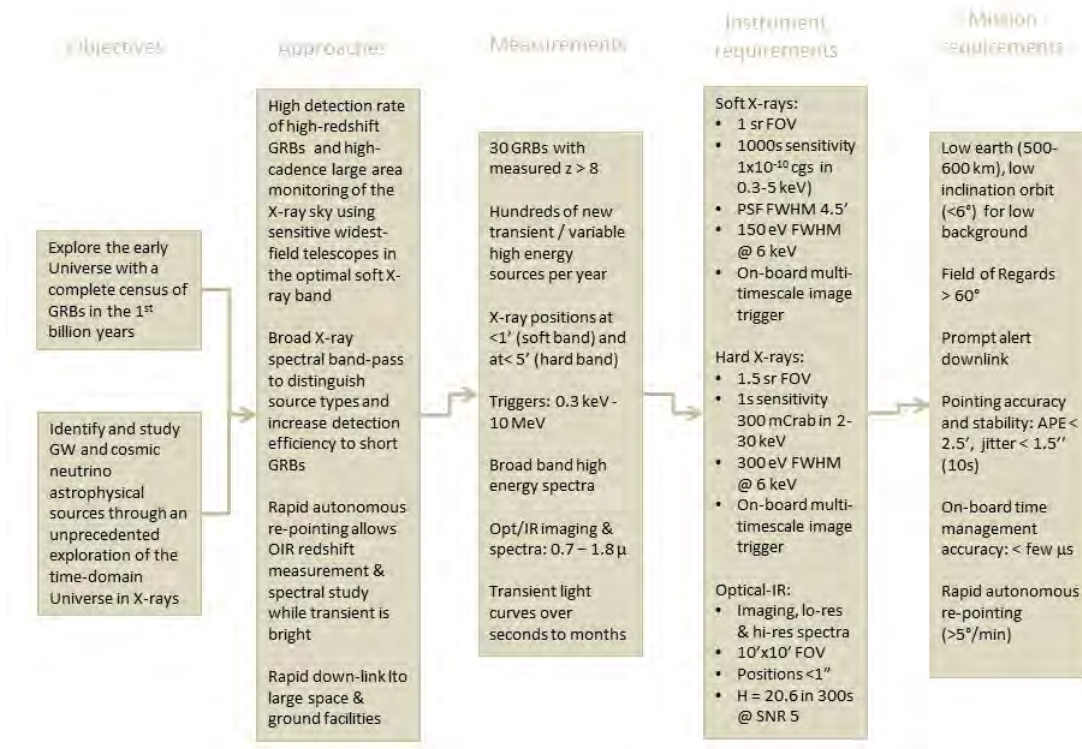 Objectives
Approaches
Measurements
Instrument
requirements
Mission
requirements
Explore the early
Universe with a
complete census of
GRBs in the 1st
billion years
Identify and study
GW and cosmic
neutrino
astrophysical
sources through an
unprecedented
exploration of the
time-domain
Universe in X-rays
High detection rate
of high-redshift
GRBs and high-
cadence large area
monitoring of the
X-ray sky using
sensitive widest-
field telescopes in
the optimal soft X-
ray band
Broad X-ray
spectral band-pass
to distinguish
source types and
increase detection
efficiency to short
GRBs
Rapid autonomous
re-pointing allows
OIR redshift
measurement &
spectral study
while transient is
bright
Rapid down-link lto
large space &
ground facilities
30 GRBs with
measured z > 8
Hundreds of new
transient / variable
high energy
sources per year
X-ray positions at
<1′ (soft band) and
at< 5′ (hard band)
Triggers: 0.3 keV -
10 MeV
Broad band high
energy spectra
Opt/IR imaging &
spectra: 0.7 – 1.8 µ
Transient light
curves over
seconds to months
Soft X-rays:
• 1 sr FOV
• 1000s sensitivity
1x10-10 cgs in
0.3-5 keV)
• PSF FWHM 4.5′
• 150 eV FWHM
@ 6 keV
• On-board multi-
timescale image
trigger
Hard X-rays:
• 1.5 sr FOV
• 1s sensitivity
300 mCrab in 2-
30 keV
• 300 eV FWHM
@ 6 keV
• On-board multi-
timescale image
trigger
Optical-IR:
• Imaging, lo-res
& hi-res spectra
• 10′x10′ FOV
• Positions <1″
• H = 20.6 in 300s
@ SNR 5
Low earth (500-
600 km), low
inclination orbit
(<6°) for low
background
Field of Regards
> 60°
Prompt alert
downlink
Pointing accuracy
and stability: APE <
2.5′, jitter < 1.5′′
(10s)
On-board time
management
accuracy: < few µs
Rapid autonomous
re-pointing
(>5°/min)